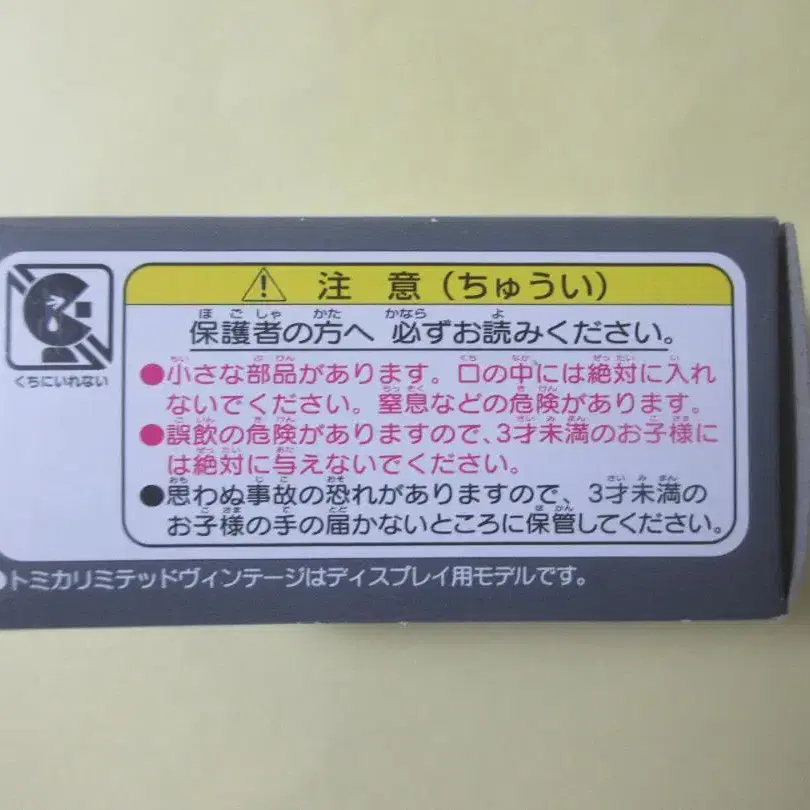 注 意（ちゅうい）
保護者の方へ 必ずお読みください。
●小さな部品があります。口の中には絶対に入れ
ないでください。窒息などの危険があります。
●誤飲の危険がありますので、3才未満のお子様に
は絶対に与えないでください。
●思わぬ事故の恐れがありますので、3才未満の
お子様の手の届かないところに保管してください。
くちにいれない
●トミカリミテッドヴィンテージはディスプレイ用モデルです。